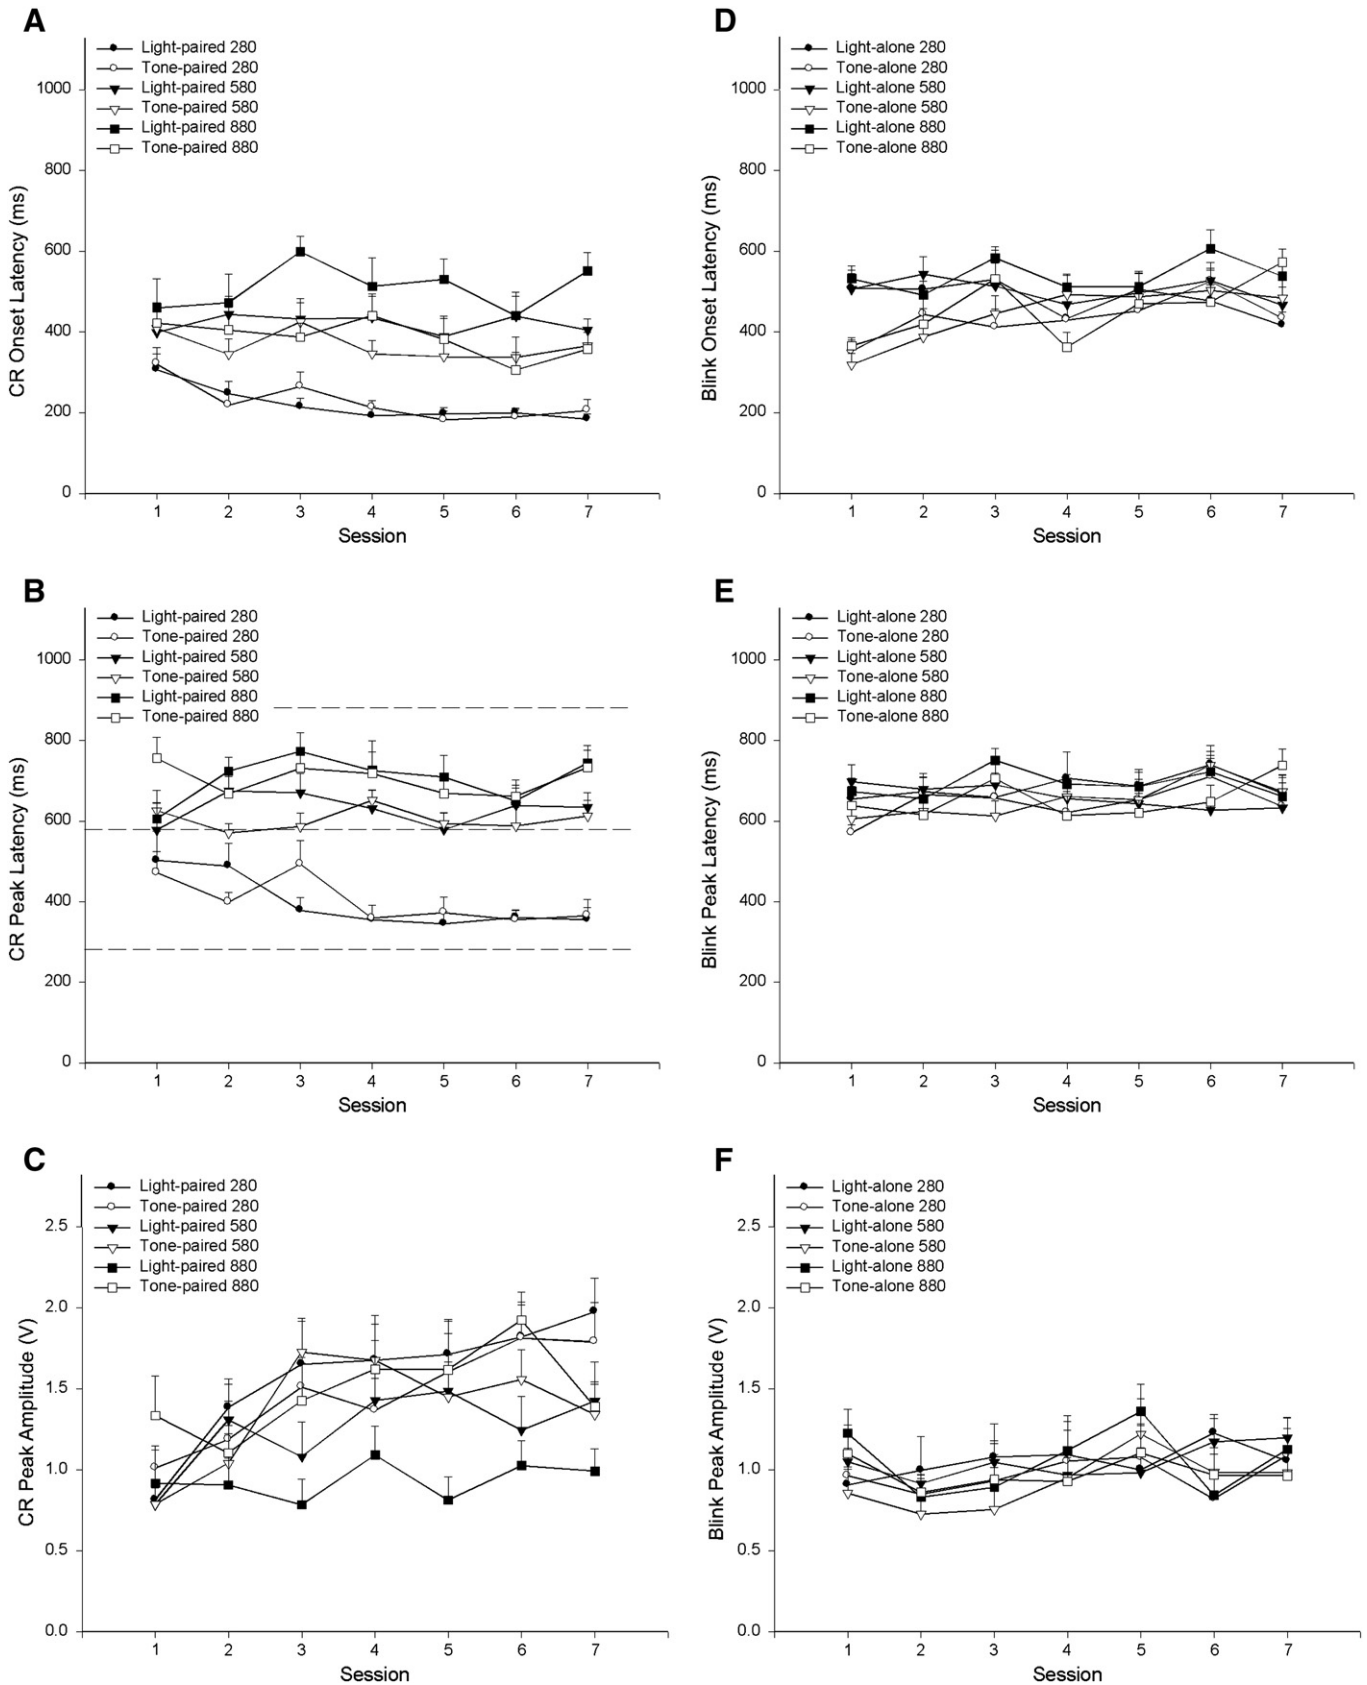 A
Light-paired 280
Tone-paired 280
Light-paired 580
Tone-paired 580
Light-paired 880
Tone-paired 880
CR Onset Latency (ms)
1000
800
600
400
200
0
1 2 3 4 5 6 7
Session
D
Light-alone 280
Tone-alone 280
Light-alone 580
Tone-alone 580
Light-alone 880
Tone-alone 880
Blink Onset Latency (ms)
1000
800
600
400
200
0
1 2 3 4 5 6 7
Session
B
Light-paired 280
Tone-paired 280
Light-paired 580
Tone-paired 580
Light-paired 880
Tone-paired 880
CR Peak Latency (ms)
1000
800
600
400
200
0
1 2 3 4 5 6 7
Session
E
Light-alone 280
Tone-alone 280
Light-alone 580
Tone-alone 580
Light-alone 880
Tone-alone 880
Blink Peak Latency (ms)
1000
800
600
400
200
0
1 2 3 4 5 6 7
Session
C
Light-paired 280
Tone-paired 280
Light-paired 580
Tone-paired 580
Light-paired 880
Tone-paired 880
CR Peak Amplitude (V)
2.5
2.0
1.5
1.0
0.5
0.0
1 2 3 4 5 6 7
Session
F
Light-alone 280
Tone-alone 280
Light-alone 580
Tone-alone 580
Light-alone 880
Tone-alone 880
Blink Peak Amplitude (V)
2.5
2.0
1.5
1.0
0.5
0.0
1 2 3 4 5 6 7
Session